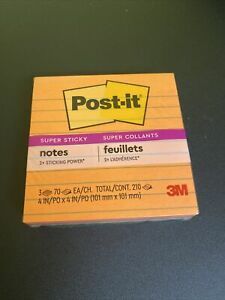 Post-it
SUPER STICKY SUPER COLLANTS
notes feuillets
2x STICKING POWER* 2x L'ADHÉRENCE*
3 70 EA/CH. TOTAL/CONT. 210
4 IN/PO x 4 IN/PO (101 mm x 101 mm)
3M